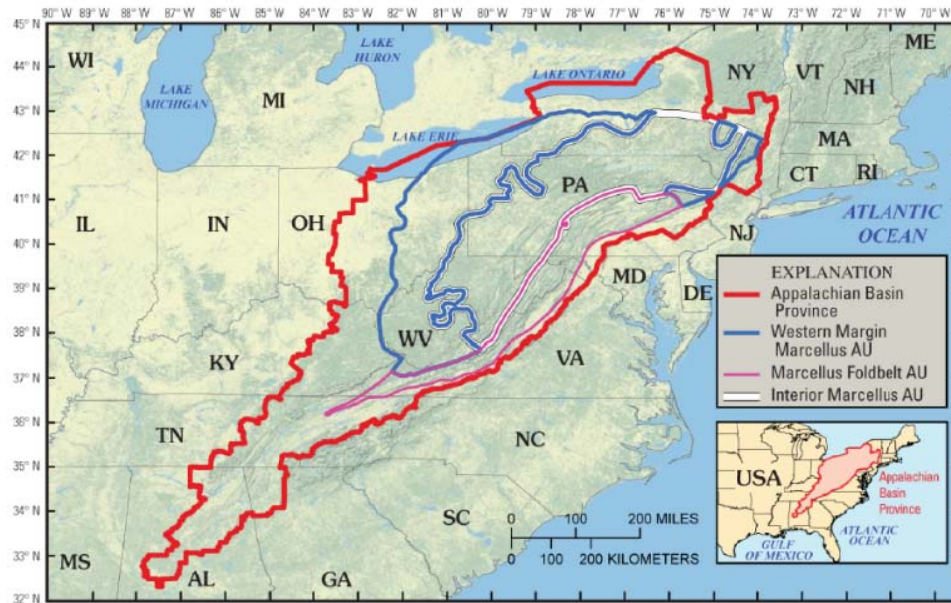 90° W 89° W 88° W 87° W 86° W 85° W 84° W 83° W 82° W 81° W 80° W 79° W 78° W 77° W 76° W 75° W 74° W 73° W 72° W 71° W 70° W
45° N
44° N
43° N
42° N
41° N
40° N
39° N
38° N
37° N
36° N
35° N
34° N
33° N
32° N
WI
LAKE
MICHIGAN
MI
LAKE
HURON
LAKE ONTARIO
LAKE ERIE
NY
VT
ME
NH
MA
CT
RI
PA
IL
IN
OH
NJ
ATLANTIC
OCEAN
MD
DE
WV
VA
KY
TN
NC
SC
MS
AL
GA
EXPLANATION
Appalachian Basin
Province
Western Margin
Marcellus AU
Marcellus Foldbelt AU
Interior Marcellus AU
0 100 200 MILES
0 100 200 KILOMETERS
USA
Appalachian
Basin
Province
GULF
OF MEXICO
ATLANTIC
OCEAN